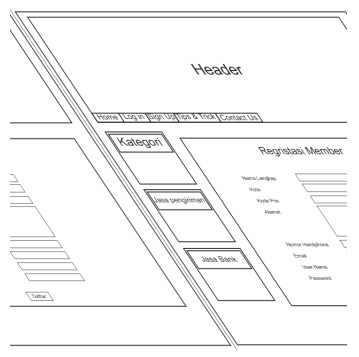 Header
Home Log in Sign Up Tips & Trick Contact Us
Kategori
Jasa pengiriman
Jasa Bank
Regristasi Member
Nama Lengkap
Kota
Kode Pos
Alamat
Nomor Handphone
Email
User Name
Password
Daftar